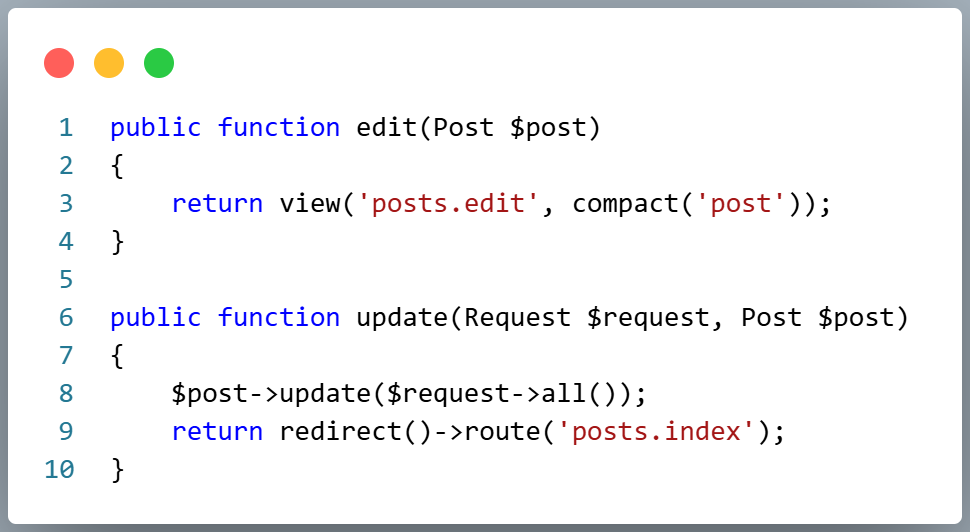 1 public function edit(Post $post)
2 {
3     return view('posts.edit', compact('post'));
4 }
5
6 public function update(Request $request, Post $post)
7 {
8     $post->update($request->all());
9     return redirect()->route('posts.index');
10 }